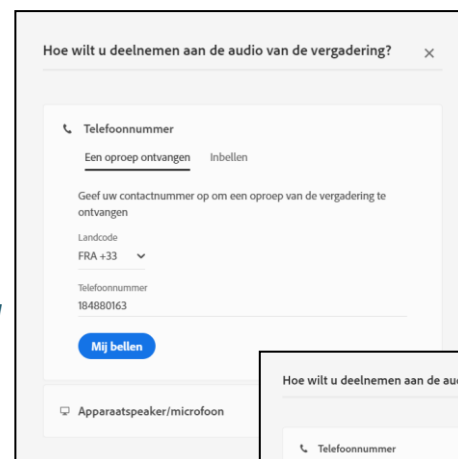 Hoe wilt u deelnemen aan de audio van de vergadering?
Telefoonnummer
Een oproep ontvangen Inbellen
Geef uw contactnummer op om een oproep van de vergadering te
ontvangen
Landcode
FRA +33
Telefoonnummer
184880163
Mij bellen
Apparaatspeaker/microfoon
Hoe wilt u deelnemen aan de
Telefoonnummer